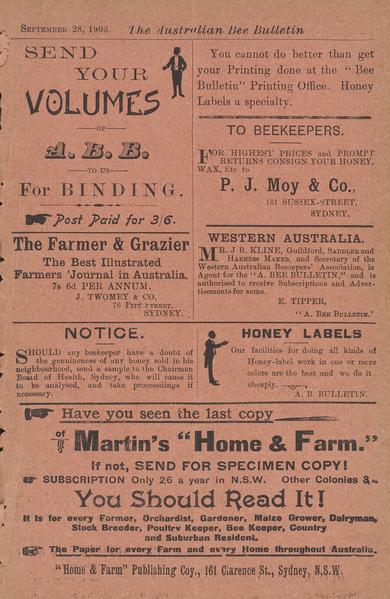 SEPTEMBER 28, 1905. The Australian Bee Bulletin
SEND
YOUR
VOLUMES
OF
A. B. B.
TO US
For BINDING.
Post Paid for 3/6.
The Farmer & Grazier
The Best Illustrated
Farmers 'Journal in Australia.
7s 6d PER ANNUM.
J. TWOMEY & CO.
76 PITT STREET.
SYDNEY.
You cannot do better than get
your Printing done at the "Bee
Bulletin" Printing Office. Honey
Labels a specialty.
TO BEEKEEPERS.
FOR HIGHEST PRICES and PROMPT
RETURNS CONSIGN YOUR HONEY,
WAX, Etc to
P. J. Moy & Co.,
161 SUSSEX-STREET,
SYDNEY.
WESTERN AUSTRALIA.
MR. J. B. KLINE, Guildford, SADDLER and
HARNESS MAKER, and Secretary of the
Western Australian Beekeepers' Association, is
Agent for the "A. BEE BULLETIN," and is
authorised to receive Subscriptions and Adver-
tisements for same.
E. TIPPER,
"A. BEE BULLETIN."
NOTICE.
SHOULD any beekeeper have a doubt of
the genuineness of any honey sold in his
neighbourhood, send a sample to the Chairman
Board of Health, Sydney, who will cause it
to be analysed, and take proceedings if
necessary.
HONEY LABELS
Our facilities for doing all kinds of
Honey-label work in one or more
colors are the best and we do it
cheaply.
A. B. BULLETIN.
Have you seen the last copy
of Martin's "Home & Farm."
If not, SEND FOR SPECIMEN COPY!
SUBSCRIPTION Only 2 6 a year in N.S.W. Other Colonies 3/-.
You Should Read It!
It is for every Farmer, Orchardist, Gardener, Maize Grower, Dairyman,
Stock Breeder, Poultry Keeper, Bee Keeper, Country
and Suburban Resident.
The Paper for every Farm and every Home throughout Australia.
"Home & Farm" Publishing Coy., 161 Clarence St., Sydney, N.S.W.